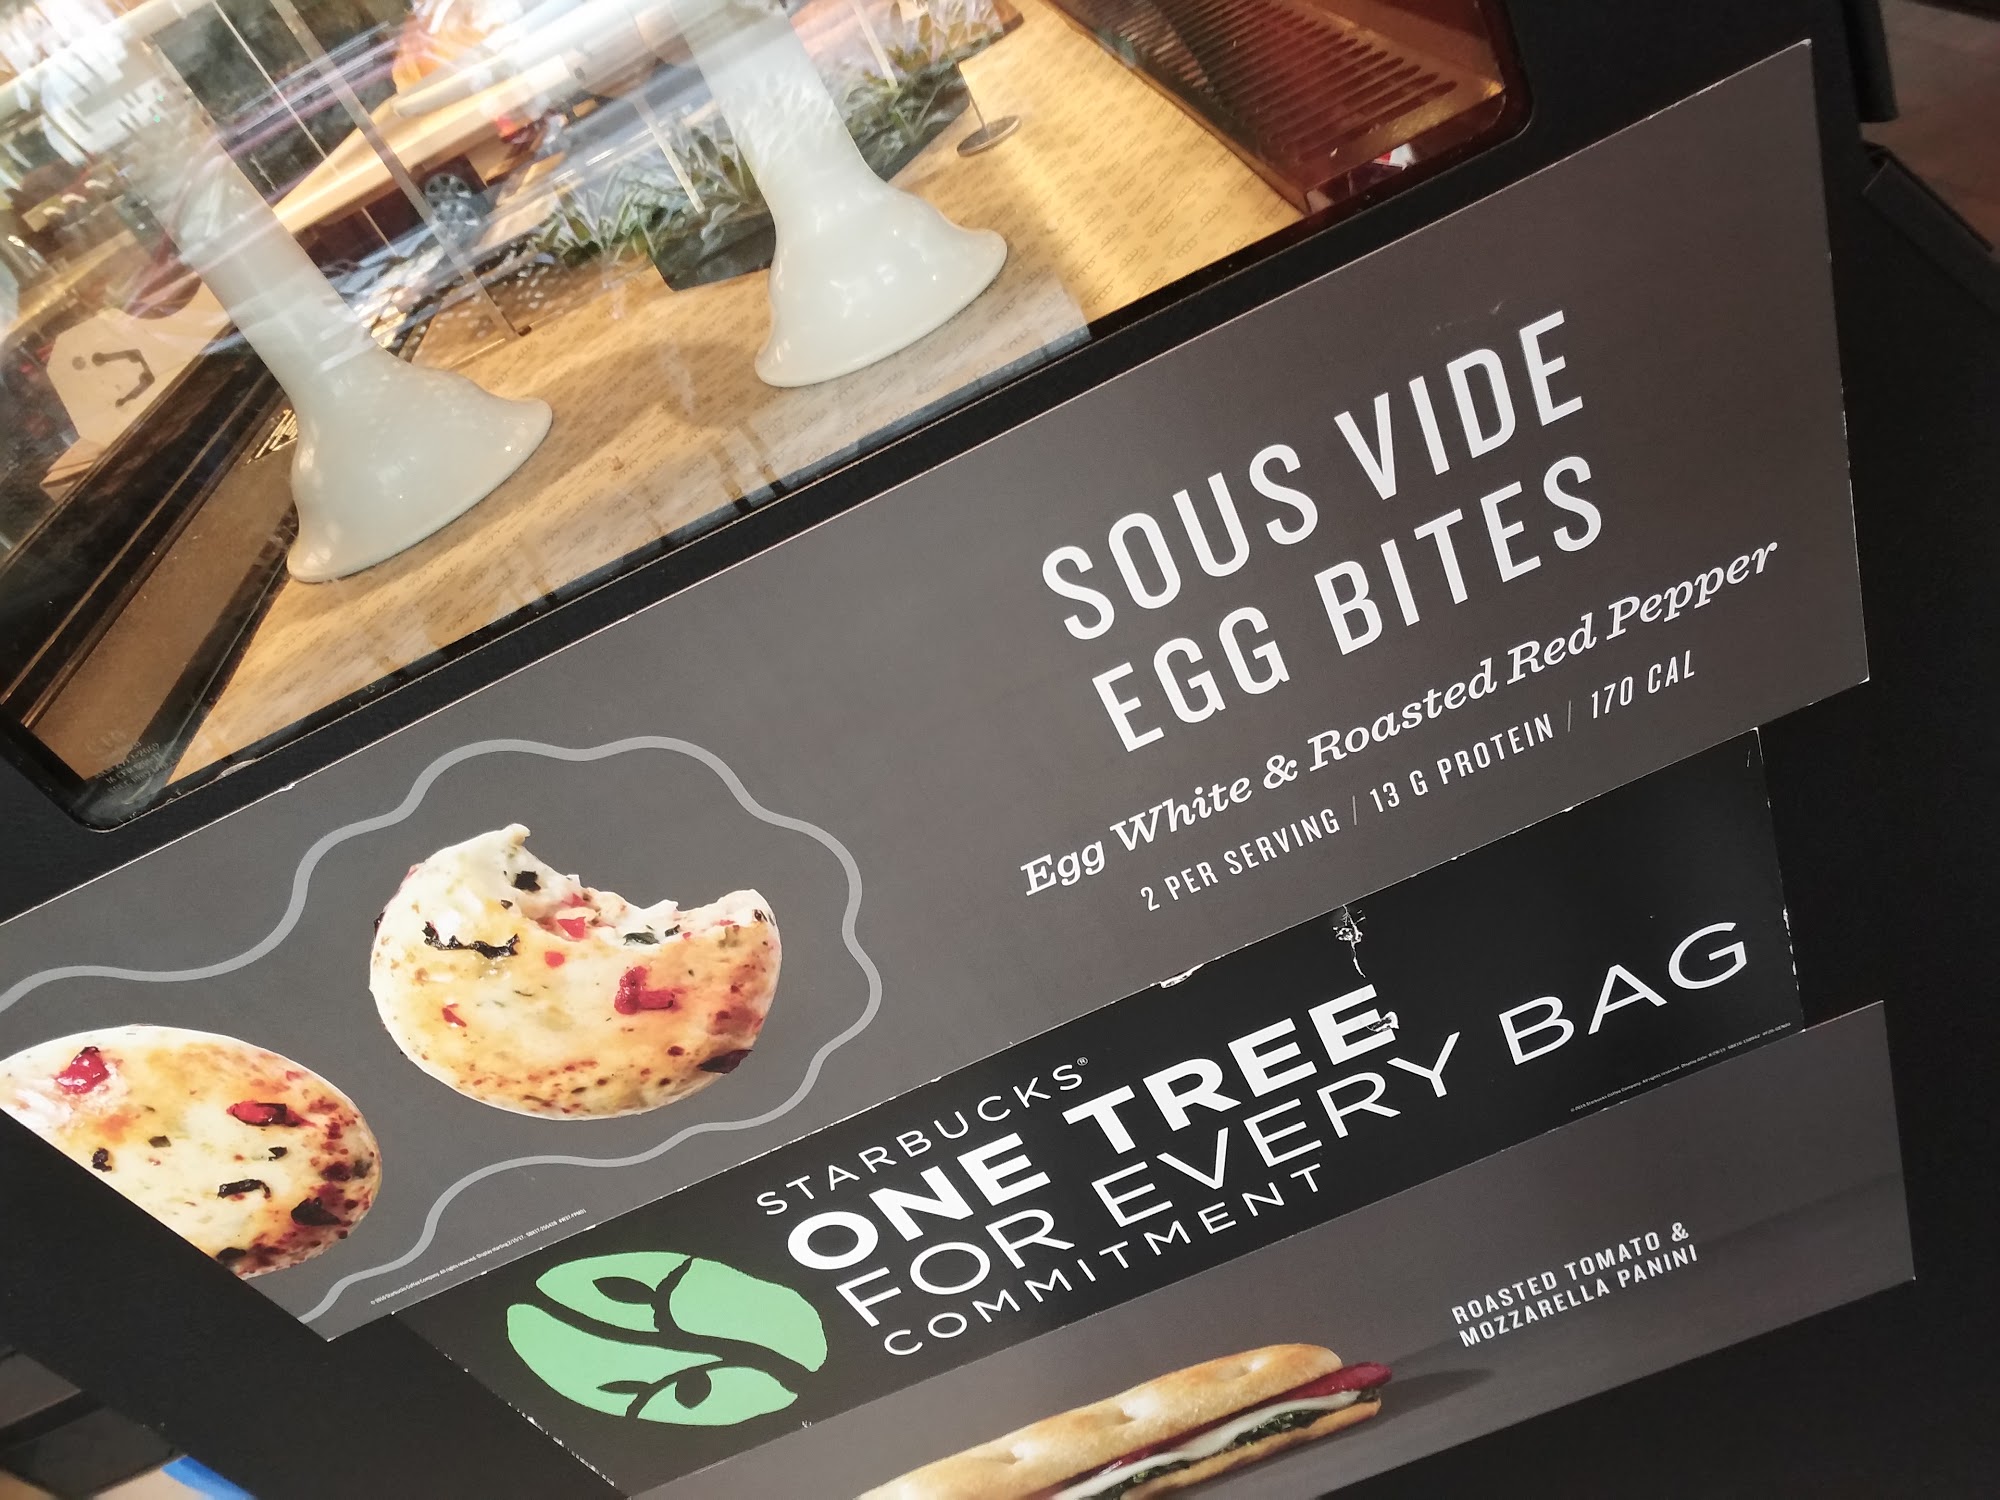 SOUS VIDE
EGG BITES
Egg White & Roasted Red Pepper
2 PER SERVING / 13 G PROTEIN / 170 CAL
STARBUCKS®
ONE TREE
FOR EVERY BAG
COMMITMENT
ROASTED TOMATO &
MOZZARELLA PANINI